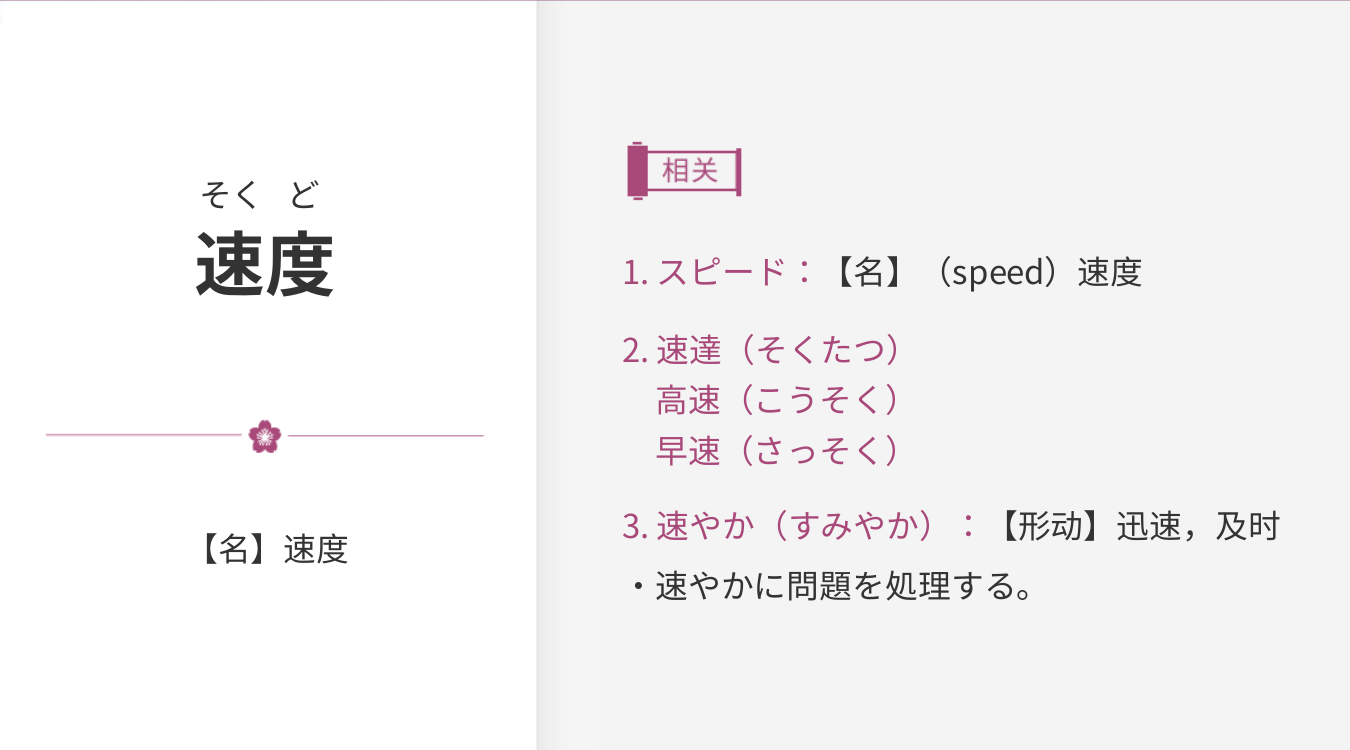 そく ど
速度
【名】速度
相关
1. スピード：【名】（speed）速度
2. 速達（そくたつ）
高速（こうそく）
早速（さっそく）
3. 速やか（すみやか）：【形动】迅速，及时
・速やかに問題を処理する。